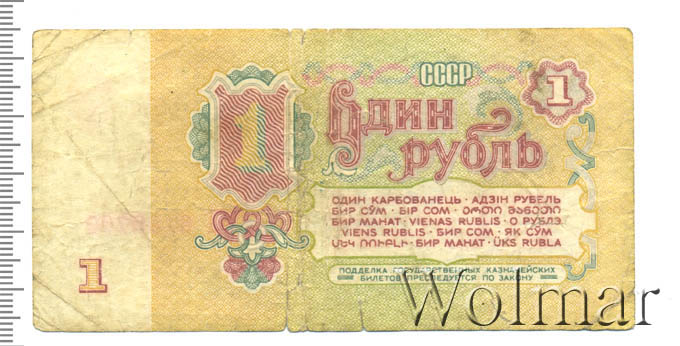 СССР
1
1
Один
рубль
ОДИН КАРБОВАНЕЦЬ · АДЗІН РУБЕЛЬ
БИР СЎМ · БІР СОМ · ᲔᲠᲗᲘ ᲛᲐᲜᲔᲗᲘ
БИР МАНАТ · VIENAS RUBLIS · О РУБЛЭ
VIENS RUBLIS · БИР СОМ · ЯК СЎМ
ՄԵԿ ՌՈՒԲԼԻ · БИР МАНАТ · ÜKS RUBLA
ПОДДЕЛКА ГОСУДАРСТВЕННЫХ КАЗНАЧЕЙСКИХ
БИЛЕТОВ ПРЕСЛЕДУЕТСЯ ПО ЗАКОНУ
1
Wolmar